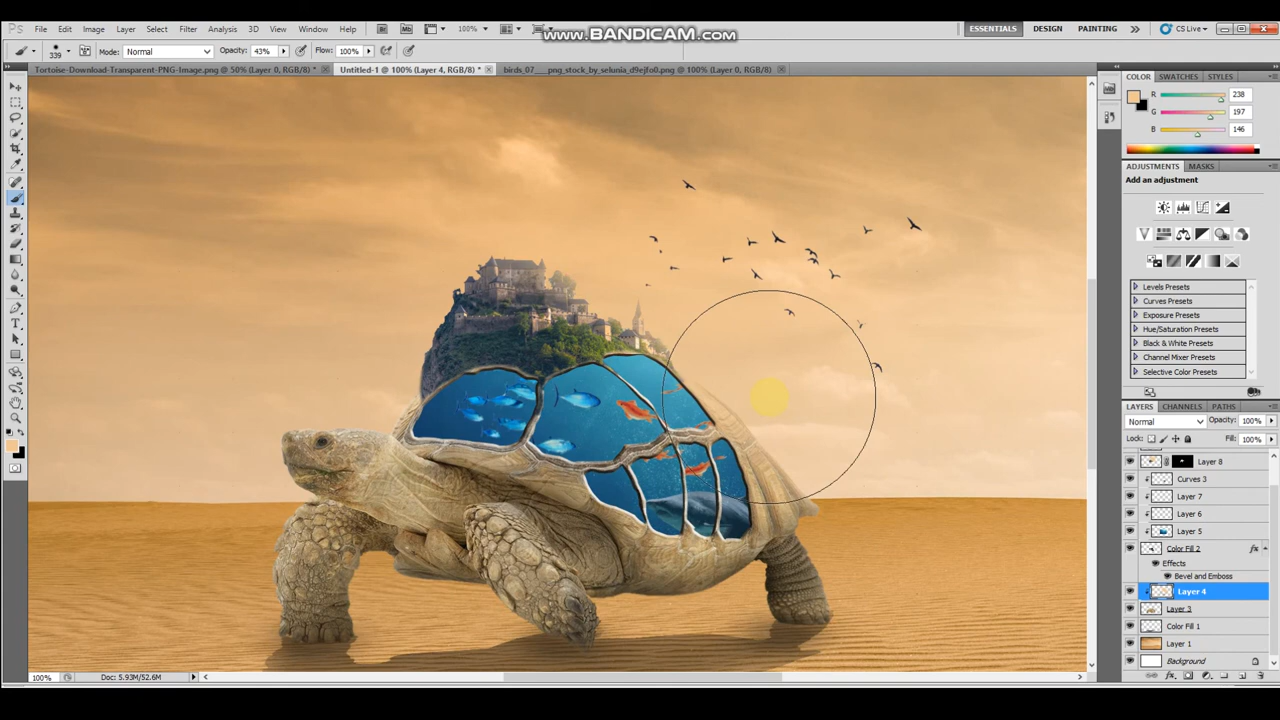 Ps File Edit Image Layer Select Filter Analysis 3D View Window Help Br Mb 100% www.BANDICAM.com ESSENTIALS DESIGN PAINTING CS Live
339 Mode: Normal Opacity: 43% Flow: 100%
Tortoise-Download-Transparent-PNG-Image.png @ 50% (Layer 0, RGB/8) * Untitled-1 @ 100% (Layer 4, RGB/8) * birds_07___png_stock_by_selunia_d9ejfo0.png @ 100% (Layer 0, RGB/8)
COLOR SWATCHES STYLES
R 238
G 197
B 146
ADJUSTMENTS MASKS
Add an adjustment
Levels Presets
Curves Presets
Exposure Presets
Hue/Saturation Presets
Black & White Presets
Channel Mixer Presets
Selective Color Presets
LAYERS CHANNELS PATHS
Normal Opacity: 100%
Lock: Fill: 100%
Layer 8
Curves 3
Layer 7
Layer 6
Layer 5
Color Fill 2 fx
Effects
Bevel and Emboss
Layer 4
Layer 3
Color Fill 1
Layer 1
Background
100% Doc: 5.93M/52.6M